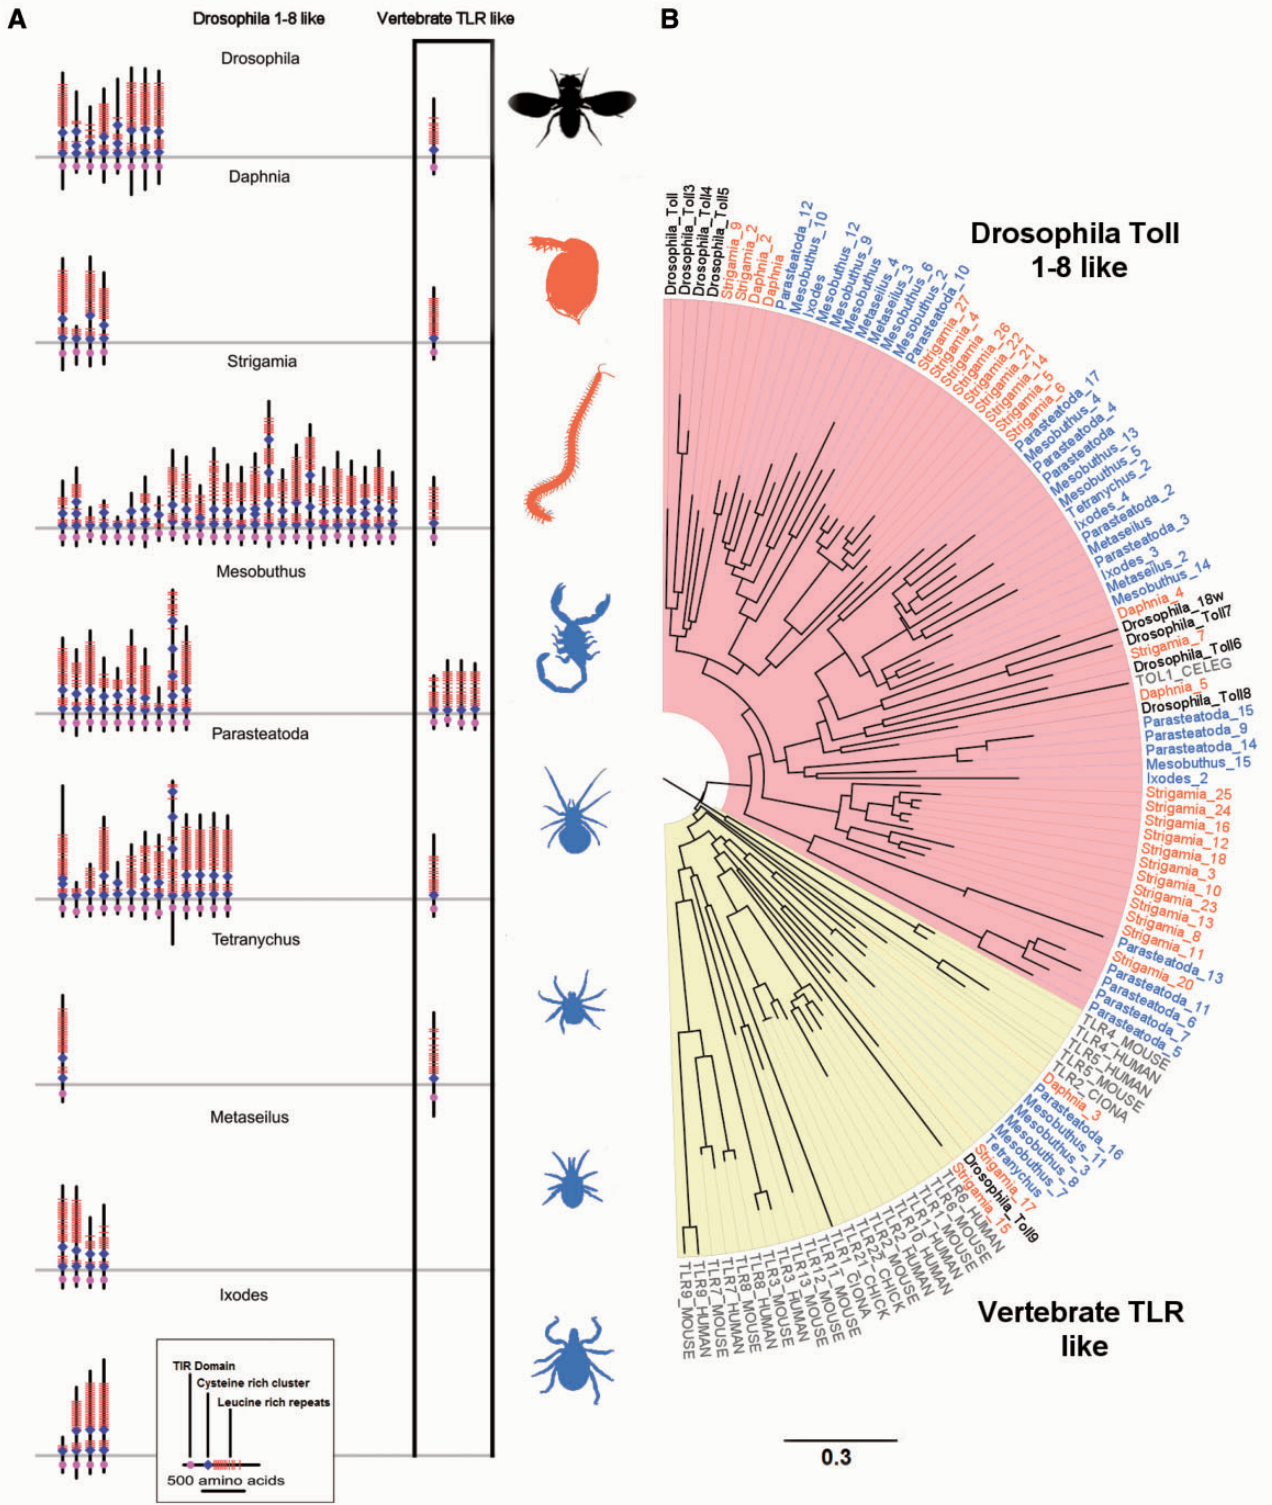 A
Drosophila 1-8 like
Vertebrate TLR like
Drosophila
Daphnia
Strigamia
Mesobuthus
Parasteatoda
Tetranychus
Metaseilus
Ixodes
TIR Domain
Cysteine rich cluster
Leucine rich repeats
500 amino acids
B
Drosophila Toll
1-8 like
Drosophila_Toll
Drosophila_Toll3
Drosophila_Toll4
Drosophila_Toll5
Strigamia_9
Strigamia_2
Daphnia_2
Daphnia
Parasteatoda_12
Mesobuthus_10
Ixodes
Mesobuthus_12
Mesobuthus_9
Mesobuthus
Metaseilus_4
Metaseilus_3
Mesobuthus_6
Mesobuthus_2
Parasteatoda_10
Strigamia_27
Strigamia_4
Strigamia
Strigamia_26
Strigamia_22
Strigamia_21
Strigamia_14
Strigamia_5
Strigamia_6
Parasteatoda_17
Mesobuthus_4
Parasteatoda_4
Parasteatoda
Mesobuthus_13
Mesobuthus_5
Tetranychus_2
Ixodes_4
Parasteatoda_2
Metaseilus
Parasteatoda_3
Ixodes_3
Metaseilus_2
Mesobuthus_14
Daphnia_4
Drosophila_18w
Drosophila_Toll7
Strigamia_7
Drosophila_Toll6
TOL1_CELEG
Daphnia_5
Drosophila_Toll8
Parasteatoda_15
Parasteatoda_9
Parasteatoda_14
Mesobuthus_15
Ixodes_2
Strigamia_25
Strigamia_24
Strigamia_16
Strigamia_12
Strigamia_18
Strigamia_3
Strigamia_10
Strigamia_23
Strigamia_13
Strigamia_8
Strigamia_11
Parasteatoda_13
Strigamia_20
Parasteatoda_11
Parasteatoda_6
Parasteatoda_7
Parasteatoda_5
TLR4_MOUSE
TLR4_HUMAN
TLR5_HUMAN
TLR5_MOUSE
TLR2_CIONA
Daphnia_3
Parasteatoda_16
Mesobuthus_11
Mesobuthus_3
Mesobuthus_8
Mesobuthus_7
Tetranychus
Strigamia_17
Drosophila_Toll9
Strigamia_15
TLR6_HUMAN
TLR6_MOUSE
TLR1_MOUSE
TLR1_HUMAN
TLR10_HUMAN
TLR2_HUMAN
TLR2_MOUSE
TLR22_CHICK
TLR21_CHICK
TLR1_CIONA
TLR11_MOUSE
TLR12_MOUSE
TLR13_MOUSE
TLR3_HUMAN
TLR3_MOUSE
TLR8_HUMAN
TLR8_MOUSE
TLR7_HUMAN
TLR7_MOUSE
TLR9_HUMAN
TLR9_MOUSE
Vertebrate TLR
like
0.3